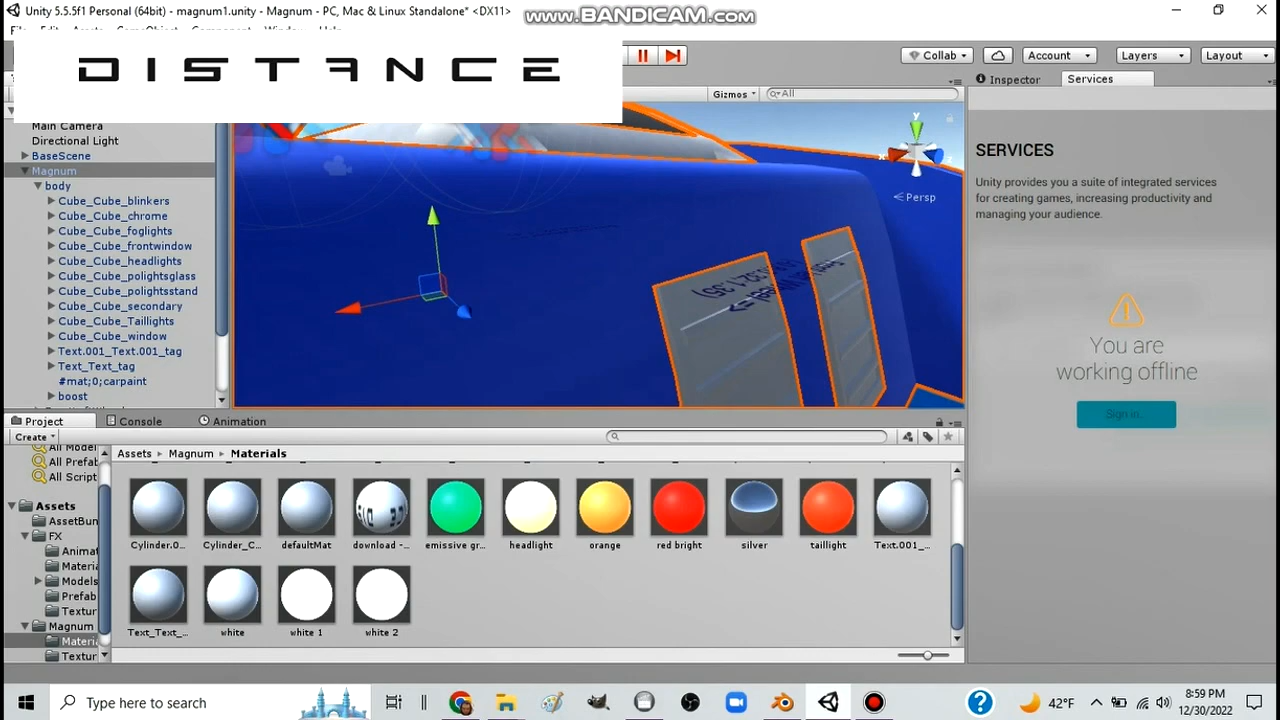 Unity 5.5.5f1 Personal (64bit) - magnum1.unity - Magnum - PC, Mac & Linux Standalone* <DX11>
www.BANDICAM.com
DISTANCE
Collab
Account
Layers
Layout
Gizmos
All
Inspector
Services
Main Camera
Directional Light
BaseScene
Magnum
body
Cube_Cube_blinkers
Cube_Cube_chrome
Cube_Cube_foglights
Cube_Cube_frontwindow
Cube_Cube_headlights
Cube_Cube_polightsglass
Cube_Cube_polightsstand
Cube_Cube_secondary
Cube_Cube_Taillights
Cube_Cube_window
Text.001_Text.001_tag
Text_Text_tag
#mat;0;carpaint
boost
y
Persp
SERVICES
Unity provides you a suite of integrated services
for creating games, increasing productivity and
managing your audience.
You are
working offline
Sign in...
Project
Console
Animation
Create
All Model
All Prefab
All Script
Assets
AssetBun
FX
Animat
Materia
Models
Prefab
Textur
Magnum
Materia
Textur
Assets
Magnum
Materials
Cylinder.0...
Cylinder_C...
defaultMat
download -...
emissive gr...
headlight
orange
red bright
silver
taillight
Text.001_...
Text_Text_...
white
white 1
white 2
Type here to search
42°F
8:59 PM
12/30/2022